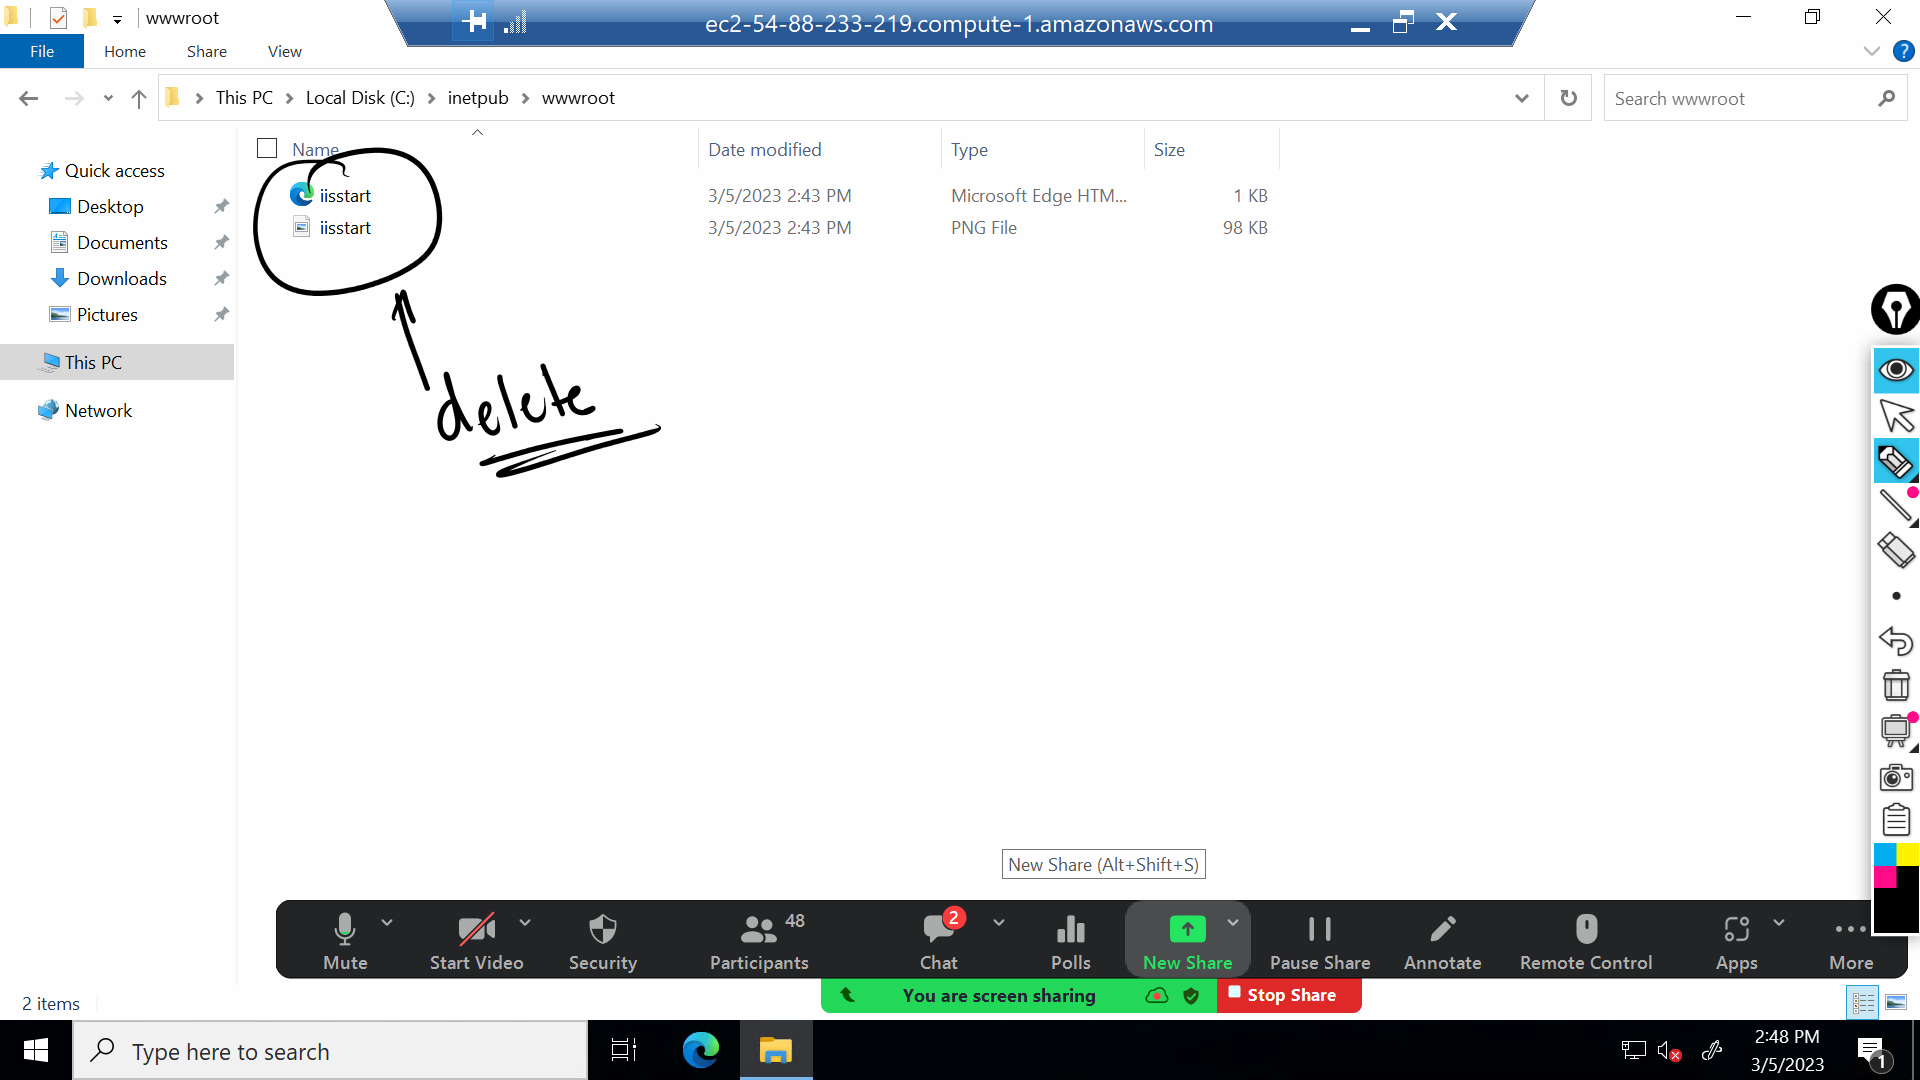 wwwroot
ec2-54-88-233-219.compute-1.amazonaws.com
File Home Share View
?
This PC Local Disk (C:) inetpub wwwroot
Search wwwroot
Name Date modified Type Size
Quick access
Desktop
Documents
Downloads
Pictures
This PC
Network
iisstart 3/5/2023 2:43 PM Microsoft Edge HTM... 1 KB
iisstart 3/5/2023 2:43 PM PNG File 98 KB
delete
New Share (Alt+Shift+S)
48
2
Mute Start Video Security Participants Chat Polls New Share Pause Share Annotate Remote Control Apps More
You are screen sharing Stop Share
2 items
Type here to search
2:48 PM
3/5/2023
1